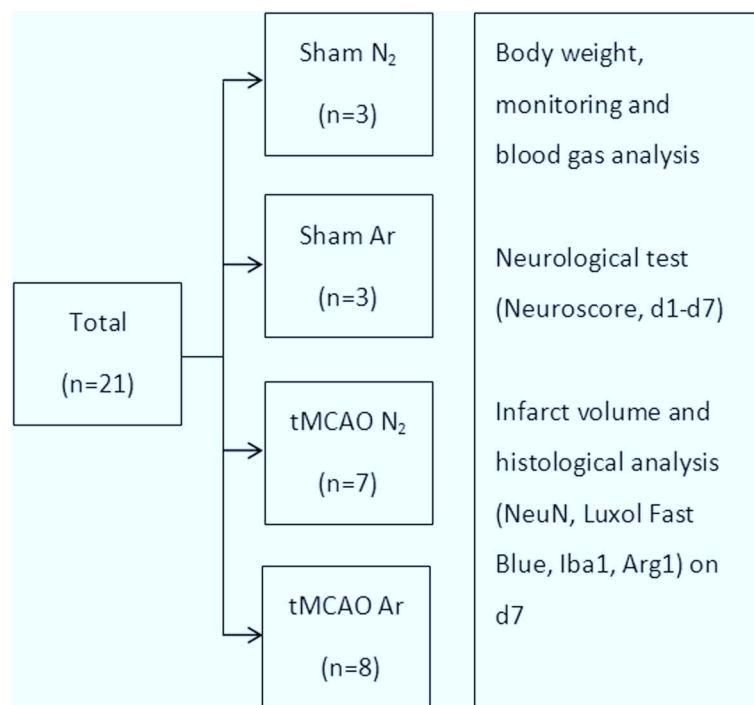 Total
(n=21)
Sham N₂
(n=3)
Sham Ar
(n=3)
tMCAO N₂
(n=7)
tMCAO Ar
(n=8)
Body weight,
monitoring and
blood gas analysis
Neurological test
(Neuroscore, d1-d7)
Infarct volume and
histological analysis
(NeuN, Luxol Fast
Blue, Iba1, Arg1) on
d7